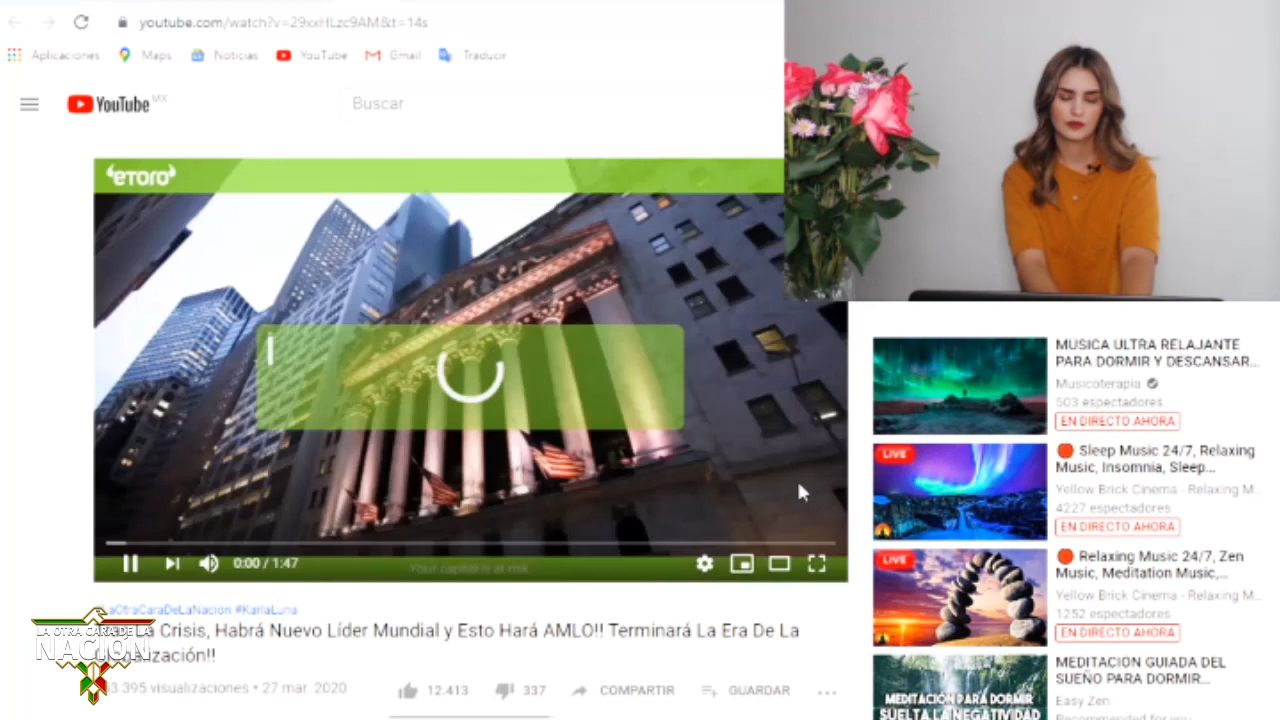 youtube.com/watch?v=29xxHLzc9AM&t=14s
Aplicaciones Maps Noticias YouTube Gmail Traducir
YouTube MX
Buscar
eToro
0:00 / 1:47
Your capital is at risk
LaOtraCaraDeLaNacion #KarlaLuna
Crisis, Habrá Nuevo Líder Mundial y Esto Hará AMLO!! Terminará La Era De La
3.395 visualizaciones • 27 mar. 2020
12.413 337 COMPARTIR GUARDAR
LA OTRA CARA DE LA
NACION
MUSICA ULTRA RELAJANTE
PARA DORMIR Y DESCANSAR...
Musicoterapia
503 espectadores
EN DIRECTO AHORA
LIVE
Sleep Music 24/7, Relaxing
Music, Insomnia, Sleep...
Yellow Brick Cinema - Relaxing M...
4227 espectadores
EN DIRECTO AHORA
LIVE
Relaxing Music 24/7, Zen
Music, Meditation Music,...
Yellow Brick Cinema - Relaxing M...
1252 espectadores
EN DIRECTO AHORA
MEDITACIÓN PARA DORMIR
SUELTA LA NEGATIVIDAD
MEDITACION GUIADA DEL
SUEÑO PARA DORMIR...
Easy Zen
Recommended for you